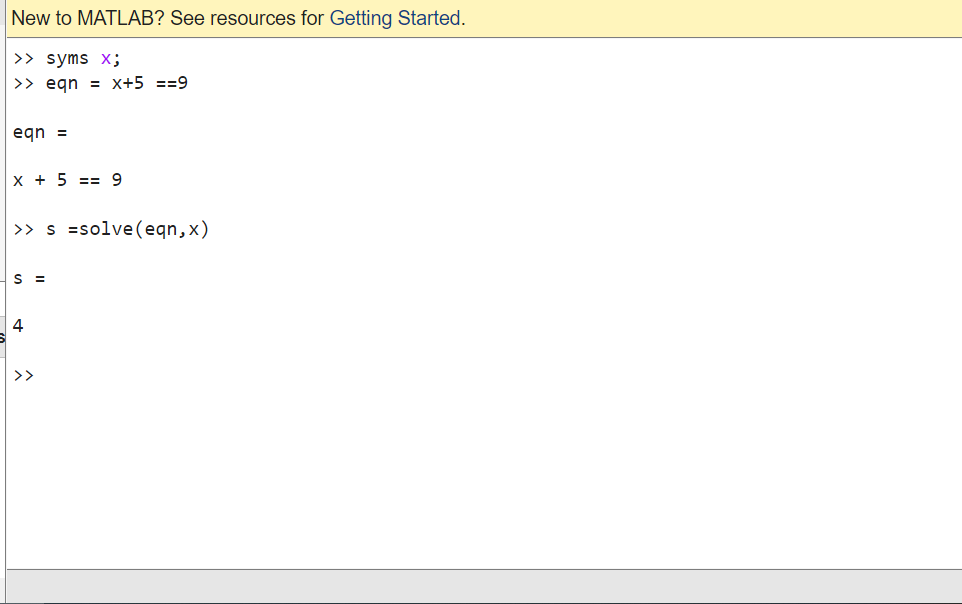 New to MATLAB? See resources for Getting Started.
>> syms x;
>> eqn = x+5 ==9
eqn =
x + 5 == 9
>> s =solve(eqn,x)
s =
4
>>